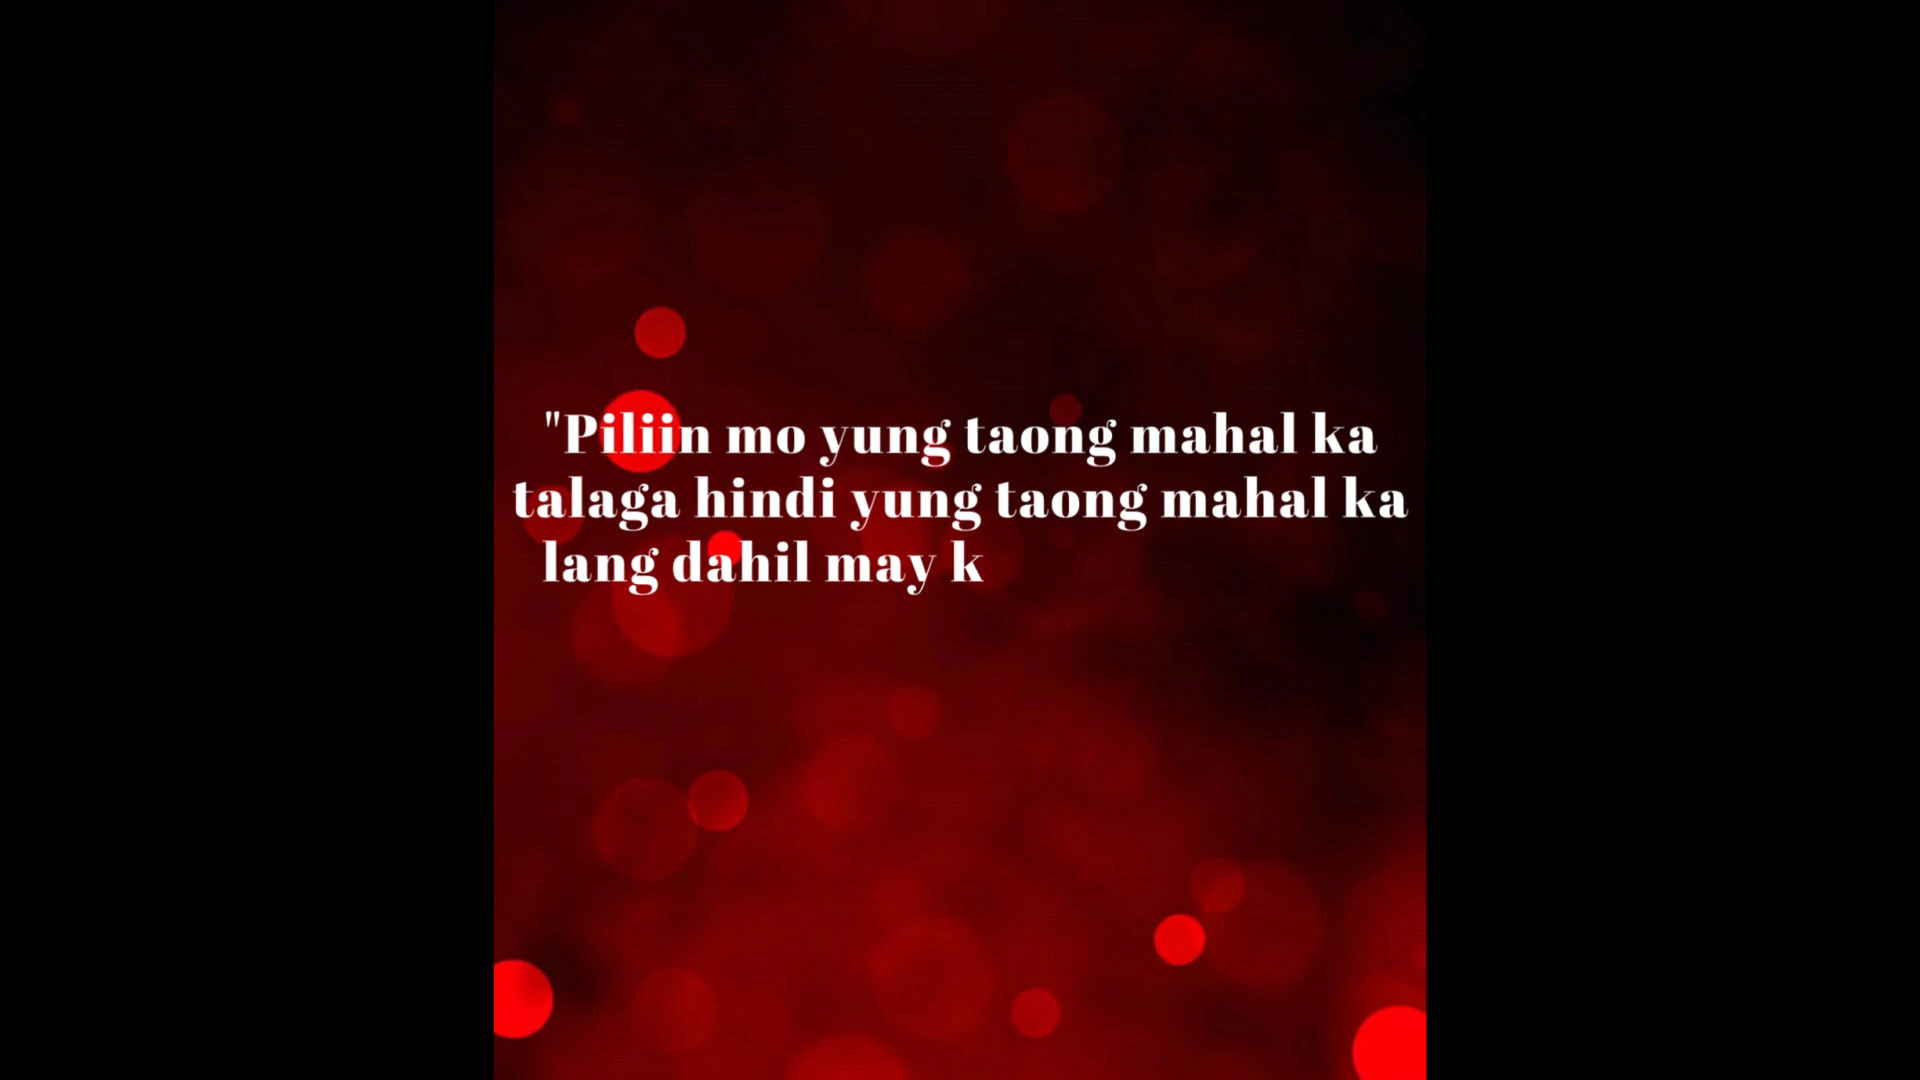 "Piliin mo yung taong mahal ka
talaga hindi yung taong mahal ka
lang dahil may k